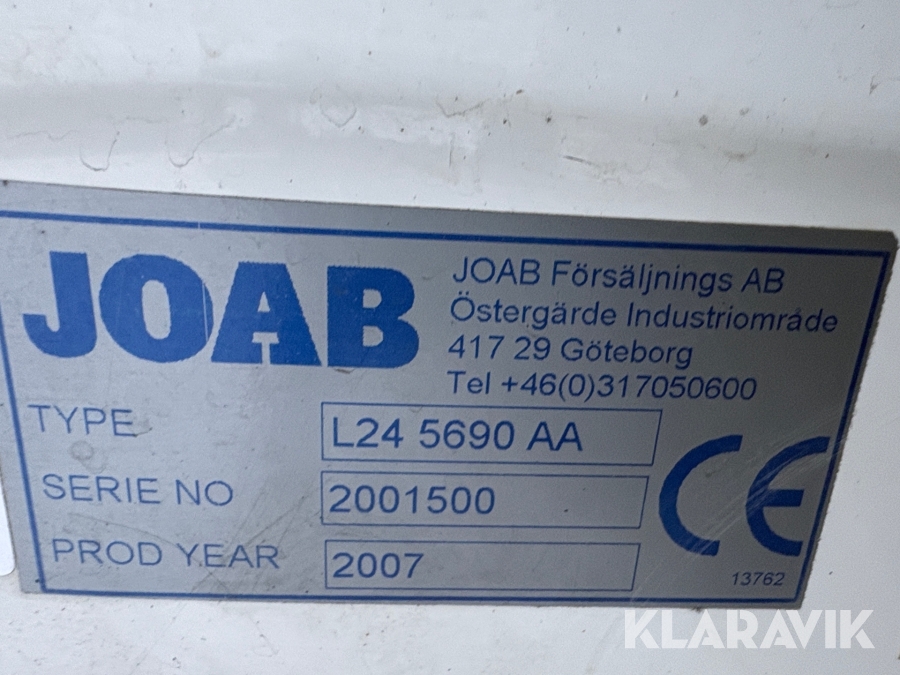 JOAB
JOAB Försäljnings AB
Östergärde Industriområde
417 29 Göteborg
Tel +46(0)317050600
TYPE L24 5690 AA
SERIE NO 2001500
PROD YEAR 2007
CE
13762
KLARAVIK